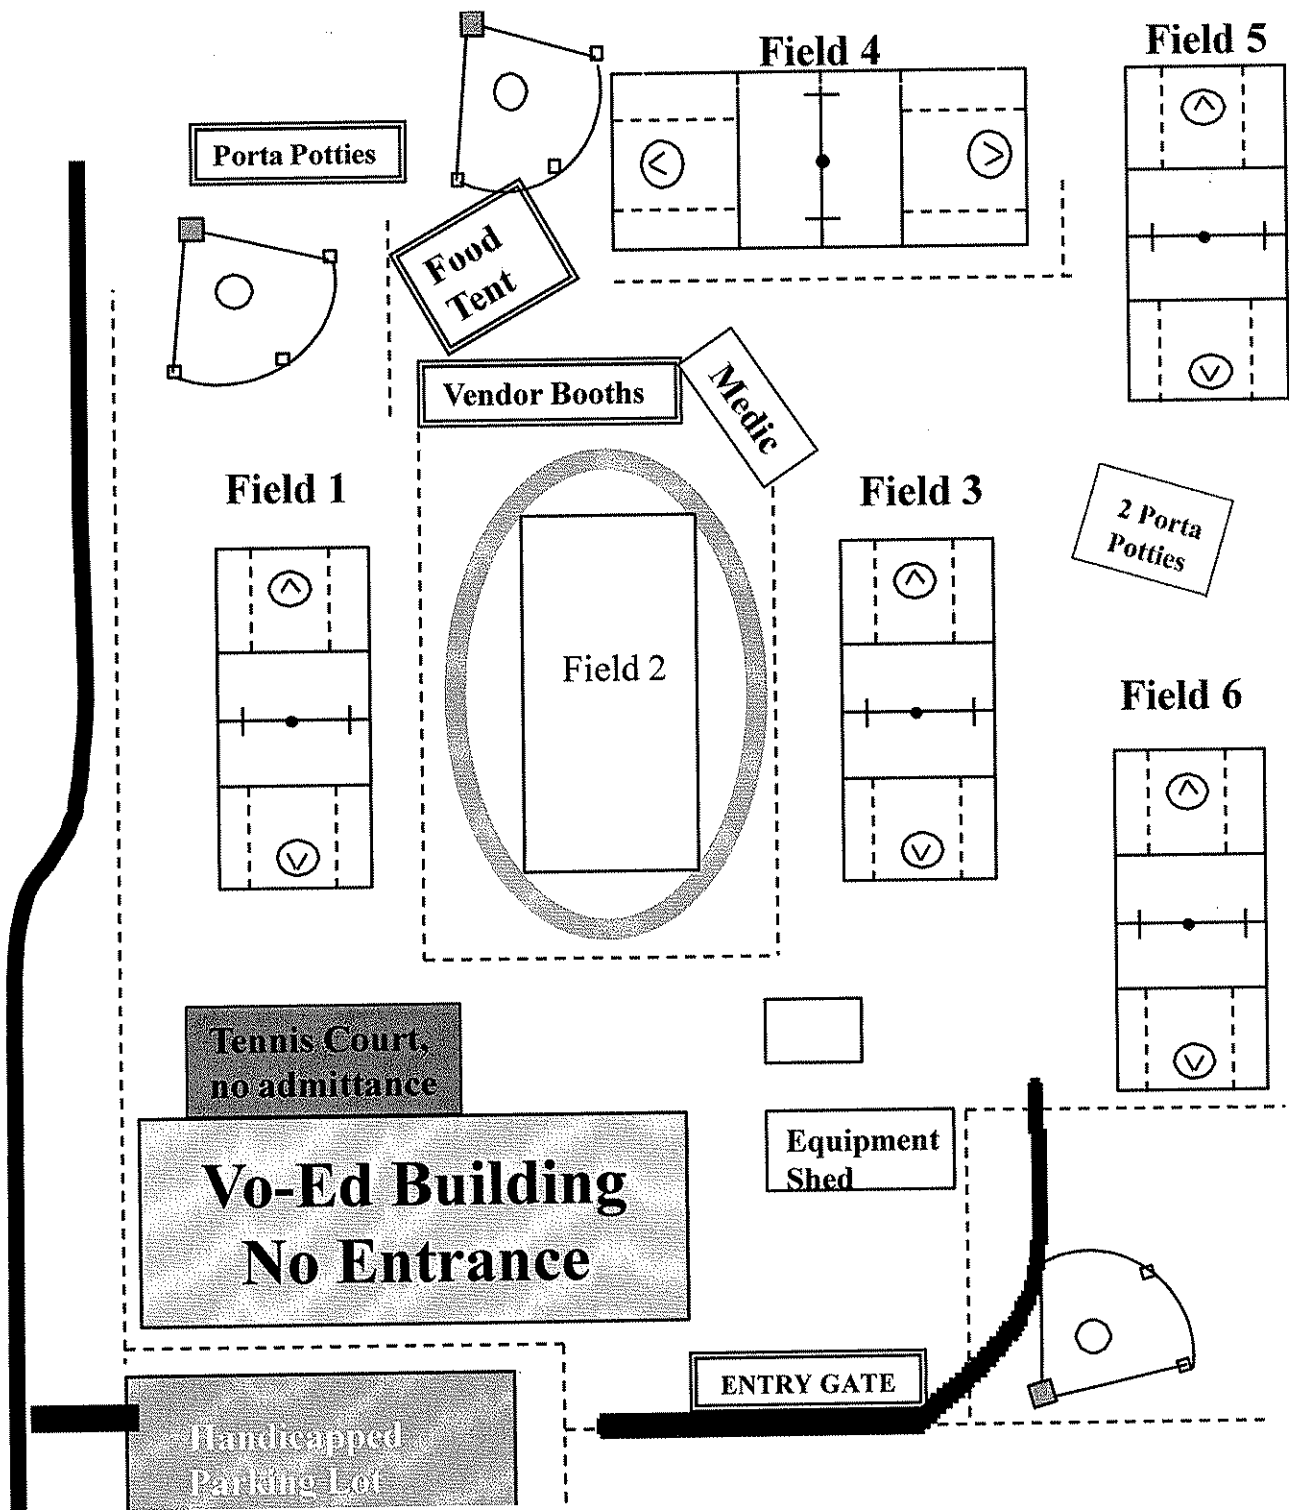 Field 4
Field 5
Porta Potties
Food
Tent
Vendor Booths
Medic
Field 1
Field 2
Field 3
2 Porta
Potties
Field 6
Tennis Court,
no admittance
Equipment
Shed
Vo-Ed Building
No Entrance
ENTRY GATE
Handicapped
Parking Lot